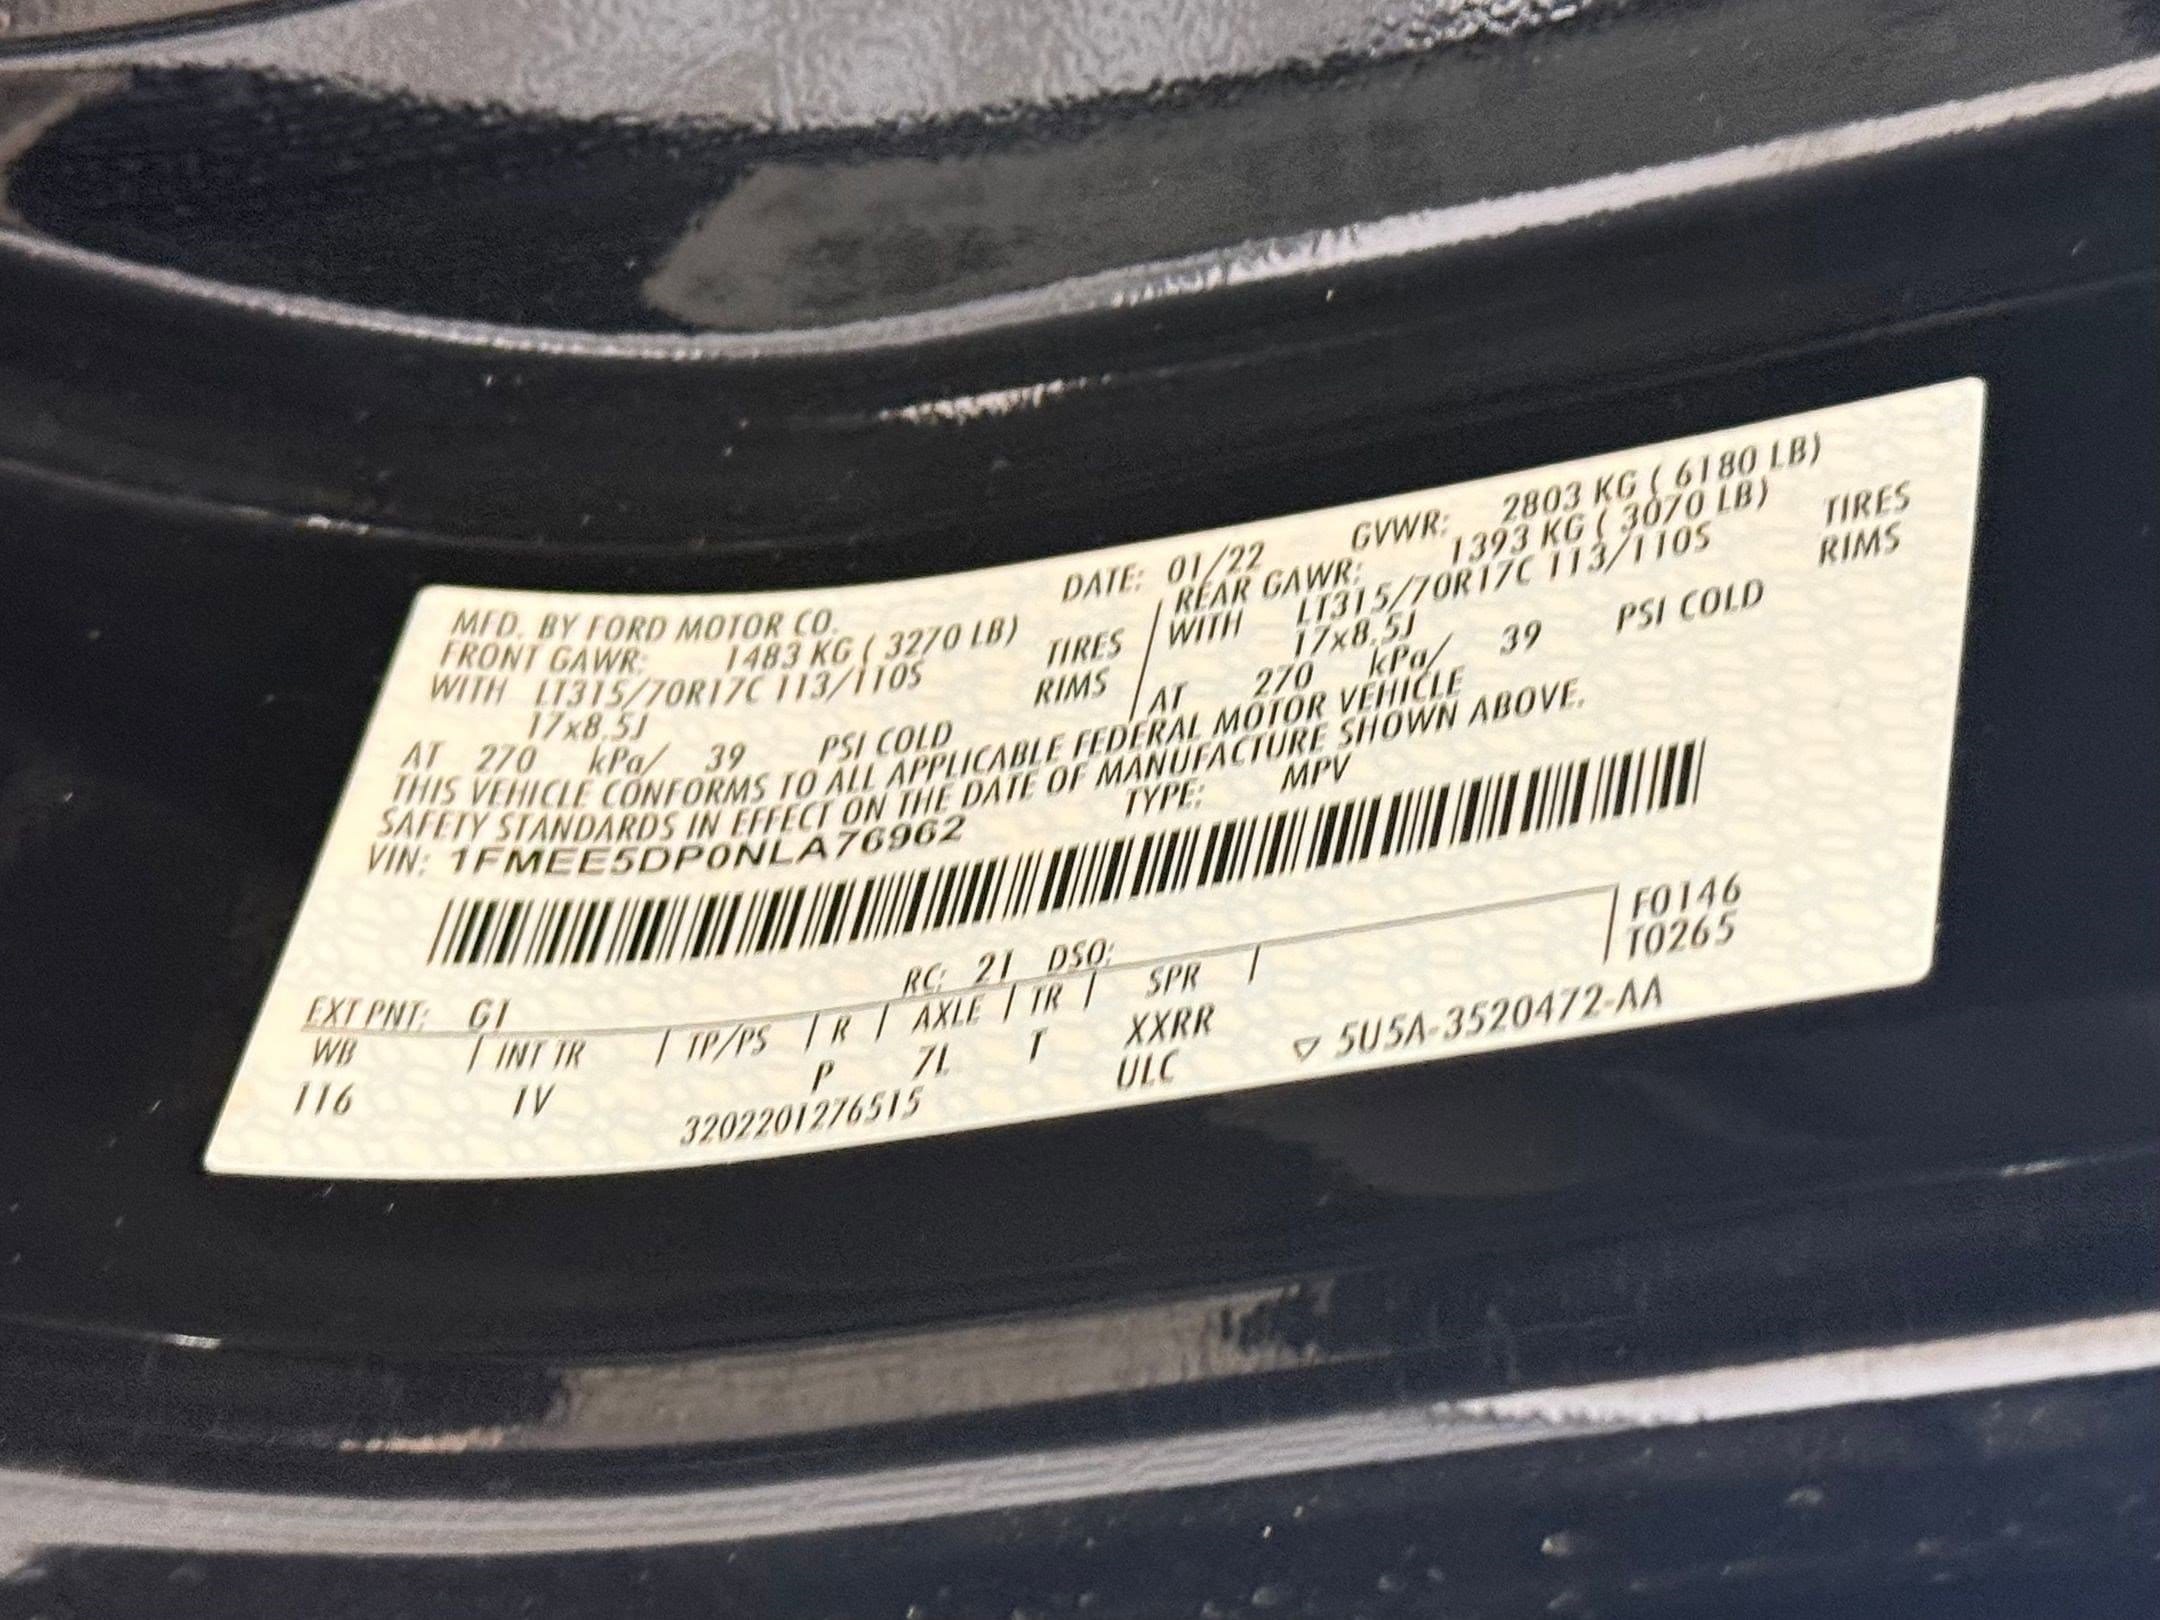 MFD. BY FORD MOTOR CO. DATE: 01/22 GVWR: 2803 KG ( 6180 LB)
FRONT GAWR: 1483 KG ( 3270 LB) REAR GAWR: 1393 KG ( 3070 LB)
WITH LT315/70R17C 113/110S TIRES WITH LT315/70R17C 113/110S TIRES
17x8.5J RIMS 17x8.5J RIMS
AT 270 kPa/ 39 PSI COLD AT 270 kPa/ 39 PSI COLD
THIS VEHICLE CONFORMS TO ALL APPLICABLE FEDERAL MOTOR VEHICLE
SAFETY STANDARDS IN EFFECT ON THE DATE OF MANUFACTURE SHOWN ABOVE.
VIN: 1FMEE5DP0NLA76962 TYPE: MPV
EXT PNT: G1 RC: 21 DSO: F0146
WB | INT TR | TP/PS | R | AXLE | TR | SPR | T0265
116 1V P 7L T XXRR
ULC
3202201276515 ▽ 5U5A-3520472-AA